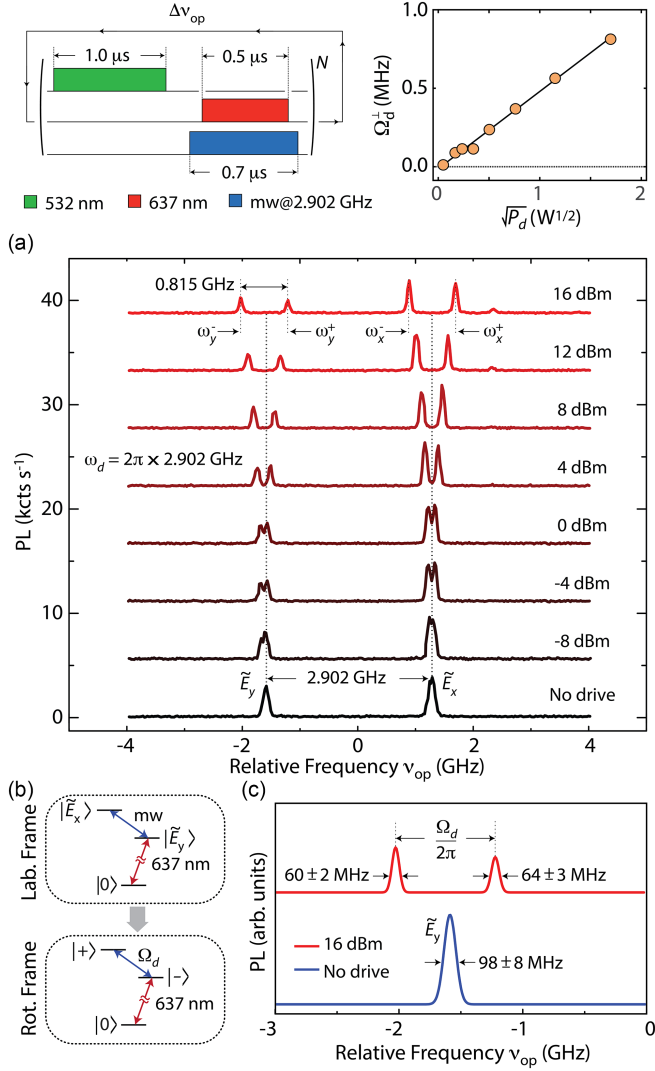 Δν_op
1.0 μs
0.5 μs
N
0.7 μs
532 nm
637 nm
mw@2.902 GHz
1.0
0.0
Ω_d^⊥ (MHz)
0
1
2
√P_d (W^1/2)
(a)
40
30
20
10
0
PL (kcts s^-1)
0.815 GHz
16 dBm
ω_y^-
ω_y^+
ω_x^-
ω_x^+
12 dBm
8 dBm
ω_d = 2π × 2.902 GHz
4 dBm
0 dBm
-4 dBm
-8 dBm
Ẽ_y
2.902 GHz
Ẽ_x
No drive
-4
-2
0
2
4
Relative Frequency ν_op (GHz)
(b)
Lab. Frame
|Ẽ_x⟩
mw
|Ẽ_y⟩
637 nm
|0⟩
Rot. Frame
|+⟩
Ω_d
|-⟩
637 nm
|0⟩
(c)
PL (arb. units)
Ω_d
2π
60 ± 2 MHz
64 ± 3 MHz
16 dBm
No drive
Ẽ_y
98 ± 8 MHz
-3
-2
-1
0
Relative Frequency ν_op (GHz)